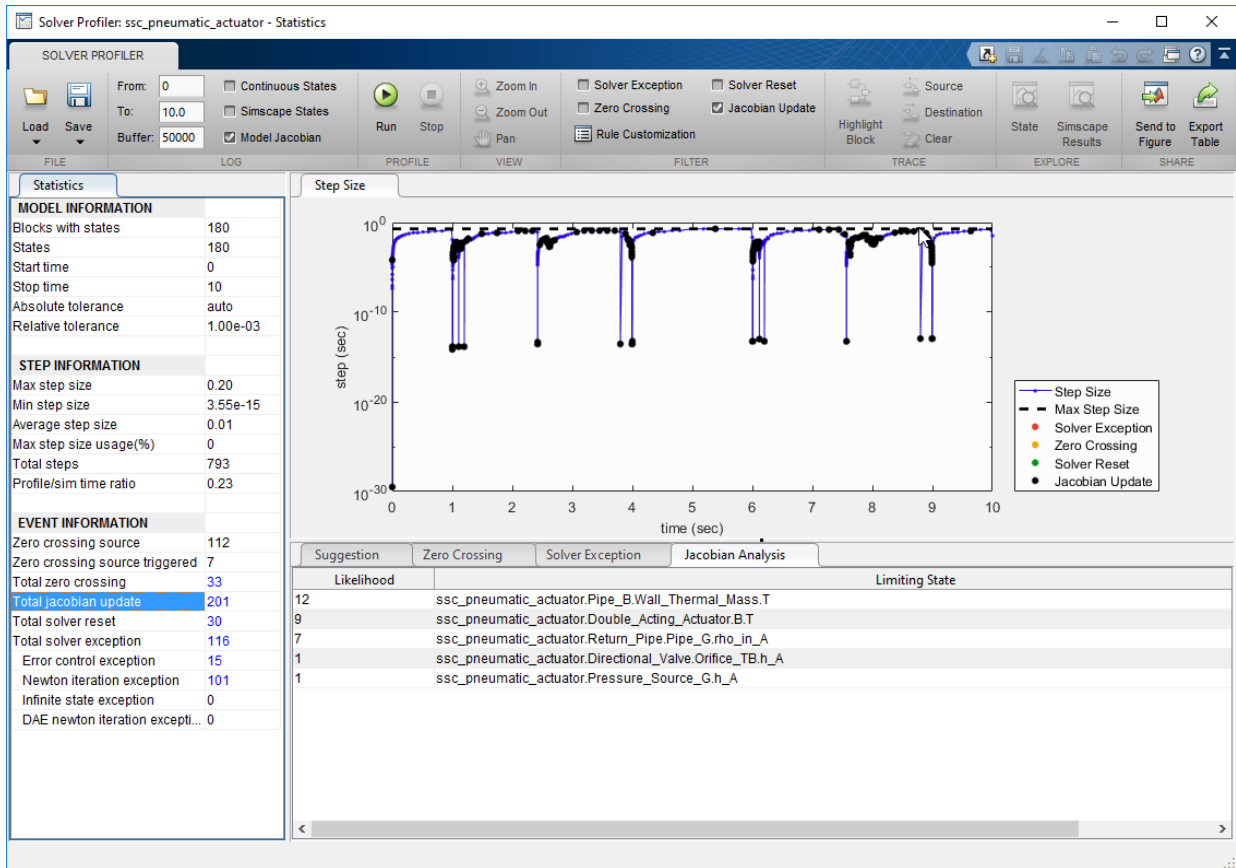 Solver Profiler: ssc_pneumatic_actuator - Statistics
SOLVER PROFILER
Load
Save
From: 0
To: 10.0
Buffer: 50000
Continuous States
Simscape States
Model Jacobian
Run
Stop
Zoom In
Zoom Out
Pan
Solver Exception
Zero Crossing
Rule Customization
Solver Reset
Jacobian Update
Highlight
Block
Source
Destination
Clear
State
Simscape
Results
Send to
Figure
Export
Table
FILE LOG PROFILE VIEW FILTER TRACE EXPLORE SHARE
Statistics
MODEL INFORMATION
Blocks with states 180
States 180
Start time 0
Stop time 10
Absolute tolerance auto
Relative tolerance 1.00e-03
STEP INFORMATION
Max step size 0.20
Min step size 3.55e-15
Average step size 0.01
Max step size usage(%) 0
Total steps 793
Profile/sim time ratio 0.23
EVENT INFORMATION
Zero crossing source 112
Zero crossing source triggered 7
Total zero crossing 33
Total jacobian update 201
Total solver reset 30
Total solver exception 116
Error control exception 15
Newton iteration exception 101
Infinite state exception 0
DAE newton iteration excepti... 0
Step Size
10^0
10^-10
10^-20
10^-30
step (sec)
0 1 2 3 4 5 6 7 8 9 10
time (sec)
Step Size
Max Step Size
Solver Exception
Zero Crossing
Solver Reset
Jacobian Update
Suggestion Zero Crossing Solver Exception Jacobian Analysis
Likelihood Limiting State
12 ssc_pneumatic_actuator.Pipe_B.Wall_Thermal_Mass.T
9 ssc_pneumatic_actuator.Double_Acting_Actuator.B.T
7 ssc_pneumatic_actuator.Return_Pipe.Pipe_G.rho_in_A
1 ssc_pneumatic_actuator.Directional_Valve.Orifice_TB.h_A
1 ssc_pneumatic_actuator.Pressure_Source_G.h_A